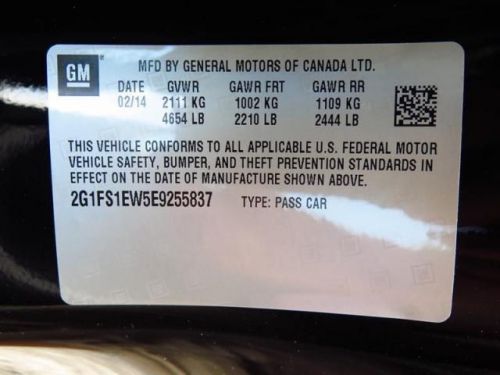 GM
MFD BY GENERAL MOTORS OF CANADA LTD.
DATE GVWR GAWR FRT GAWR RR
02/14 2111 KG 1002 KG 1109 KG
4654 LB 2210 LB 2444 LB
THIS VEHICLE CONFORMS TO ALL APPLICABLE U.S. FEDERAL MOTOR
VEHICLE SAFETY, BUMPER, AND THEFT PREVENTION STANDARDS IN
EFFECT ON THE DATE OF MANUFACTURE SHOWN ABOVE.
2G1FS1EW5E9255837 TYPE: PASS CAR